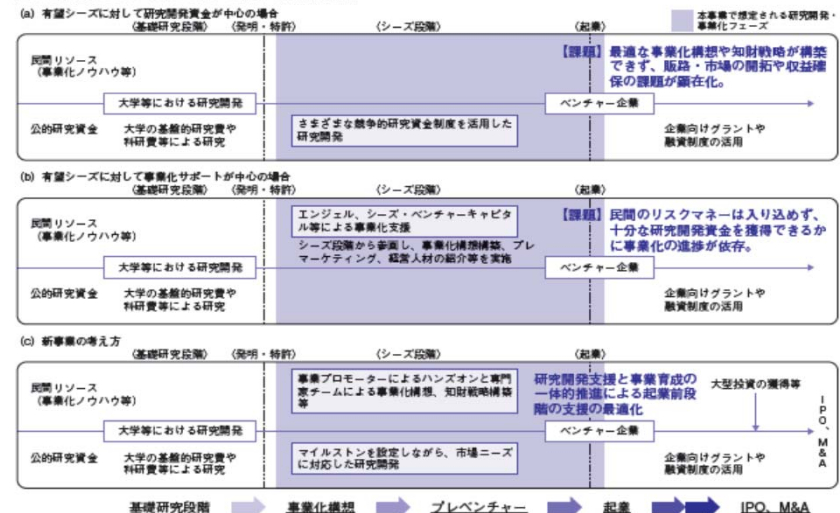 (a) 有望シーズに対して研究開発資金が中心の場合
本事業で想定される研究開発・
事業化フェーズ
〈基礎研究段階〉 〈発明・特許〉 〈シーズ段階〉 〈起業〉
民間リソース
(事業化ノウハウ等)
【課題】最適な事業化構想や知財戦略が構築
できず、販路・市場の開拓や収益確
保の課題が顕在化。
大学等における研究開発
ベンチャー企業
公的研究資金
大学の基盤的研究費や
科研費等による研究
さまざまな競争的研究資金制度を活用した
研究開発
企業向けグラントや
融資制度の活用
(b) 有望シーズに対して事業化サポートが中心の場合
〈基礎研究段階〉 〈発明・特許〉 〈シーズ段階〉 〈起業〉
民間リソース
(事業化ノウハウ等)
エンジェル、シーズ・ベンチャーキャピタ
ル等による事業化支援
シーズ段階から参画し、事業化構想構築、プレ
マーケティング、経営人材の紹介等を実施
【課題】民間のリスクマネーは入り込めず、
十分な研究開発資金を獲得できるか
に事業化の進捗が依存。
大学等における研究開発
ベンチャー企業
公的研究資金
大学の基盤的研究費や
科研費等による研究
企業向けグラントや
融資制度の活用
(c) 新事業の考え方
〈基礎研究段階〉 〈発明・特許〉 〈シーズ段階〉 〈起業〉
民間リソース
(事業化ノウハウ等)
事業プロモーターによるハンズオンと専門
家チームによる事業化構想、知財戦略構築
等
研究開発支援と事業育成の
一体的推進による起業前段
階の支援の最適化
大型投資の獲得等
IPO、M&A
大学等における研究開発
ベンチャー企業
公的研究資金
大学の基盤的研究費や
科研費等による研究
マイルストンを設定しながら、市場ニーズ
に対応した研究開発
企業向けグラントや
融資制度の活用
基礎研究段階 事業化構想 プレベンチャー 起業 IPO、M&A